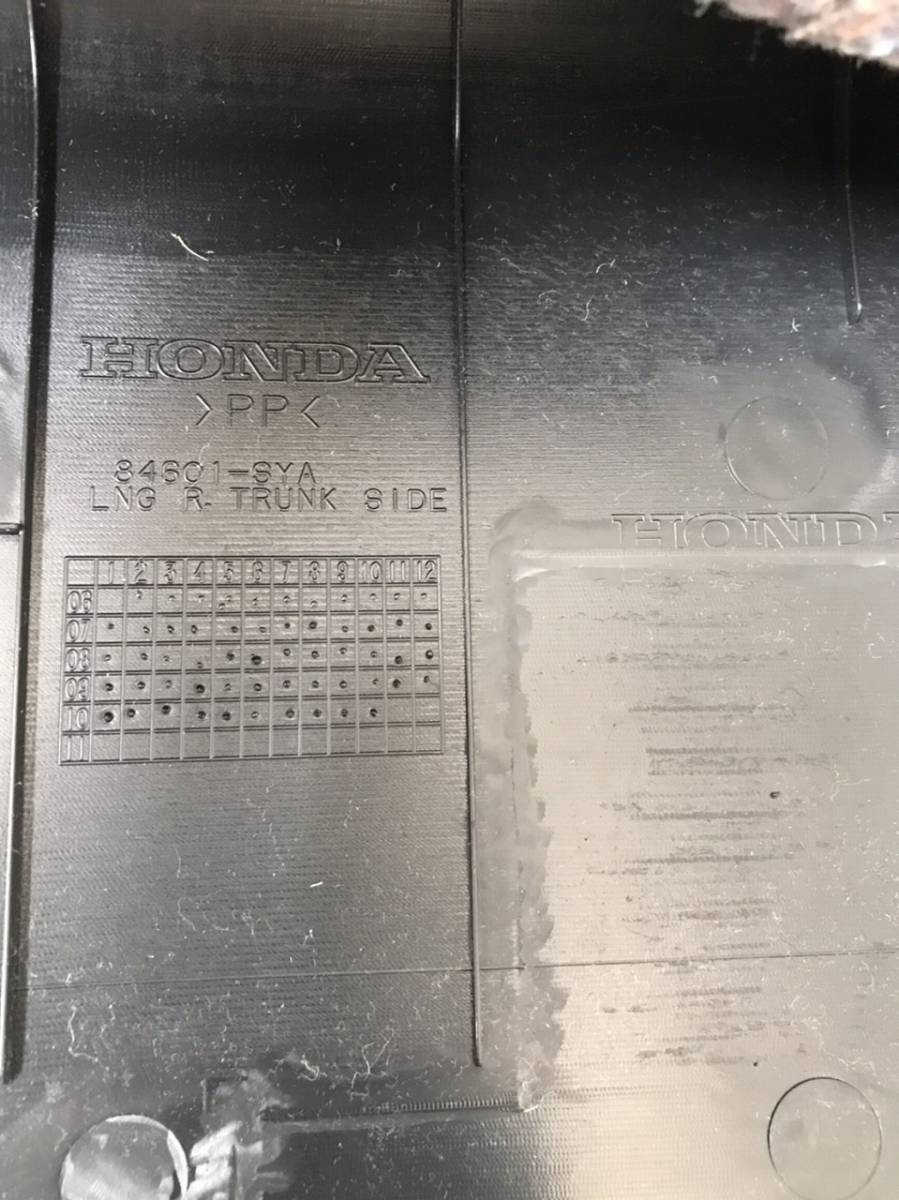 HONDA
>PP<
84601-SYA
LNG R. TRUNK SIDE
HONDA
1 2 3 4 5 6 7 8 9 10 11 12
06
07
08
09
10
11